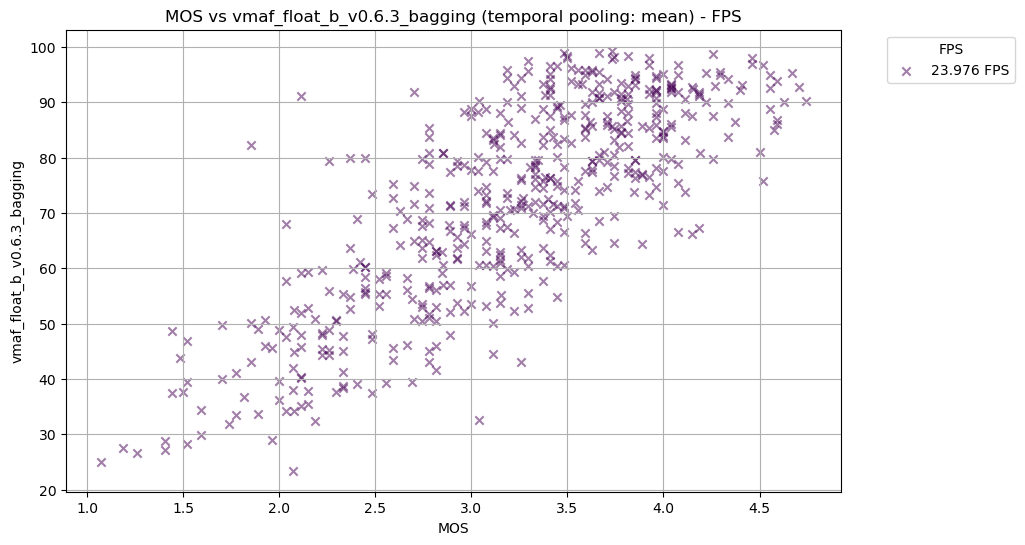 MOS vs vmaf_float_b_v0.6.3_bagging (temporal pooling: mean) - FPS
FPS
23.976 FPS
vmaf_float_b_v0.6.3_bagging
100
90
80
70
60
50
40
30
20
1.0 1.5 2.0 2.5 3.0 3.5 4.0 4.5
MOS